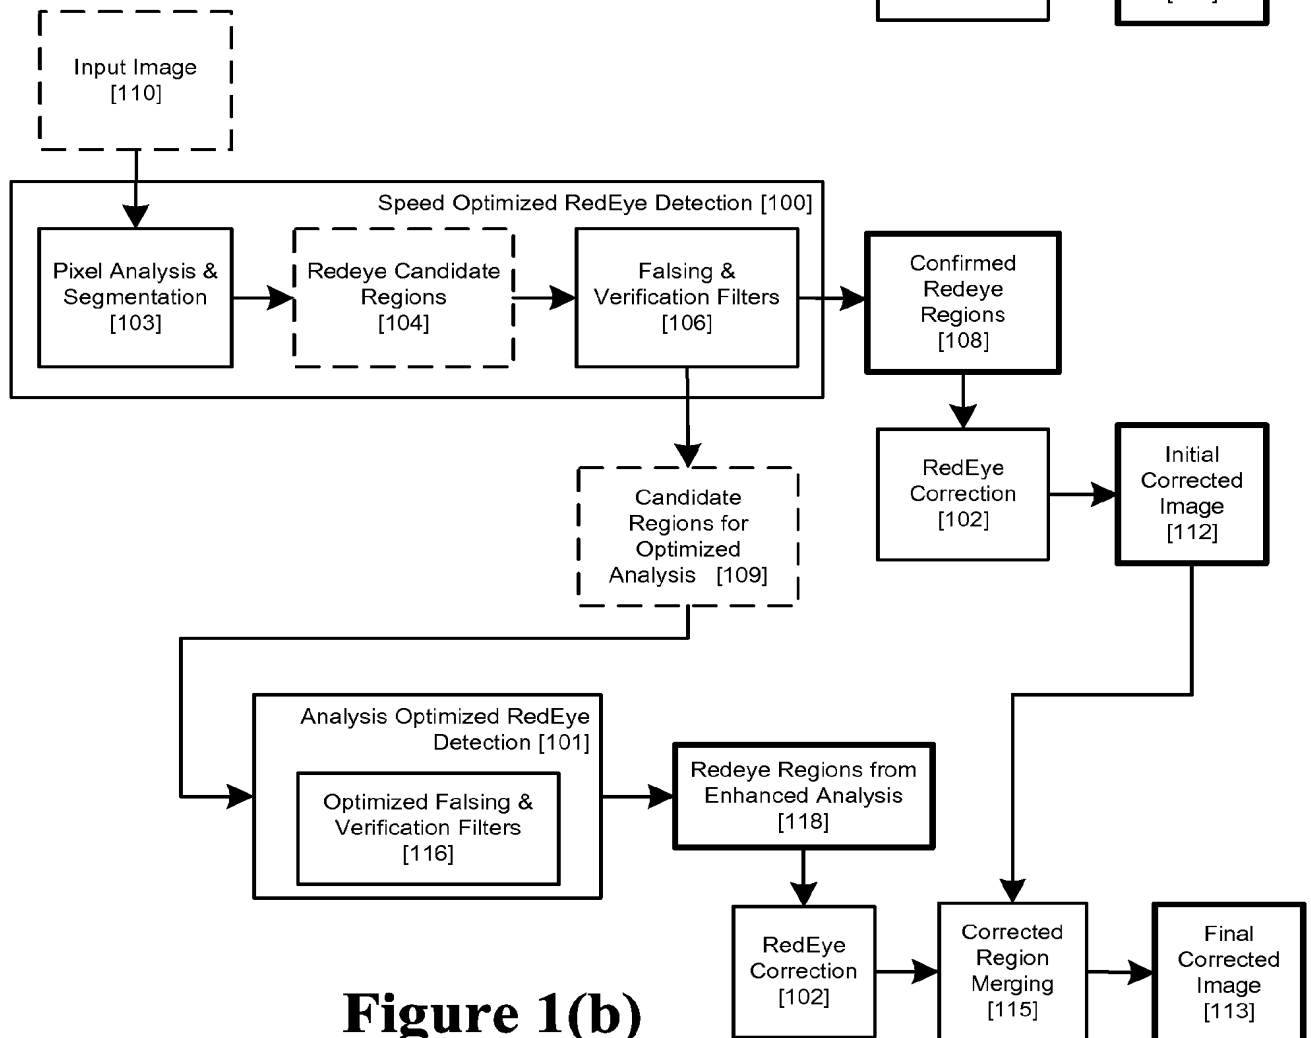 Input Image
[110]
Speed Optimized RedEye Detection [100]
Pixel Analysis &
Segmentation
[103]
Redeye Candidate
Regions
[104]
Falsing &
Verification Filters
[106]
Confirmed
Redeye
Regions
[108]
RedEye
Correction
[102]
Initial
Corrected
Image
[112]
Candidate
Regions for
Optimized
Analysis [109]
Analysis Optimized RedEye
Detection [101]
Optimized Falsing &
Verification Filters
[116]
Redeye Regions from
Enhanced Analysis
[118]
RedEye
Correction
[102]
Corrected
Region
Merging
[115]
Final
Corrected
Image
[113]
Figure 1(b)